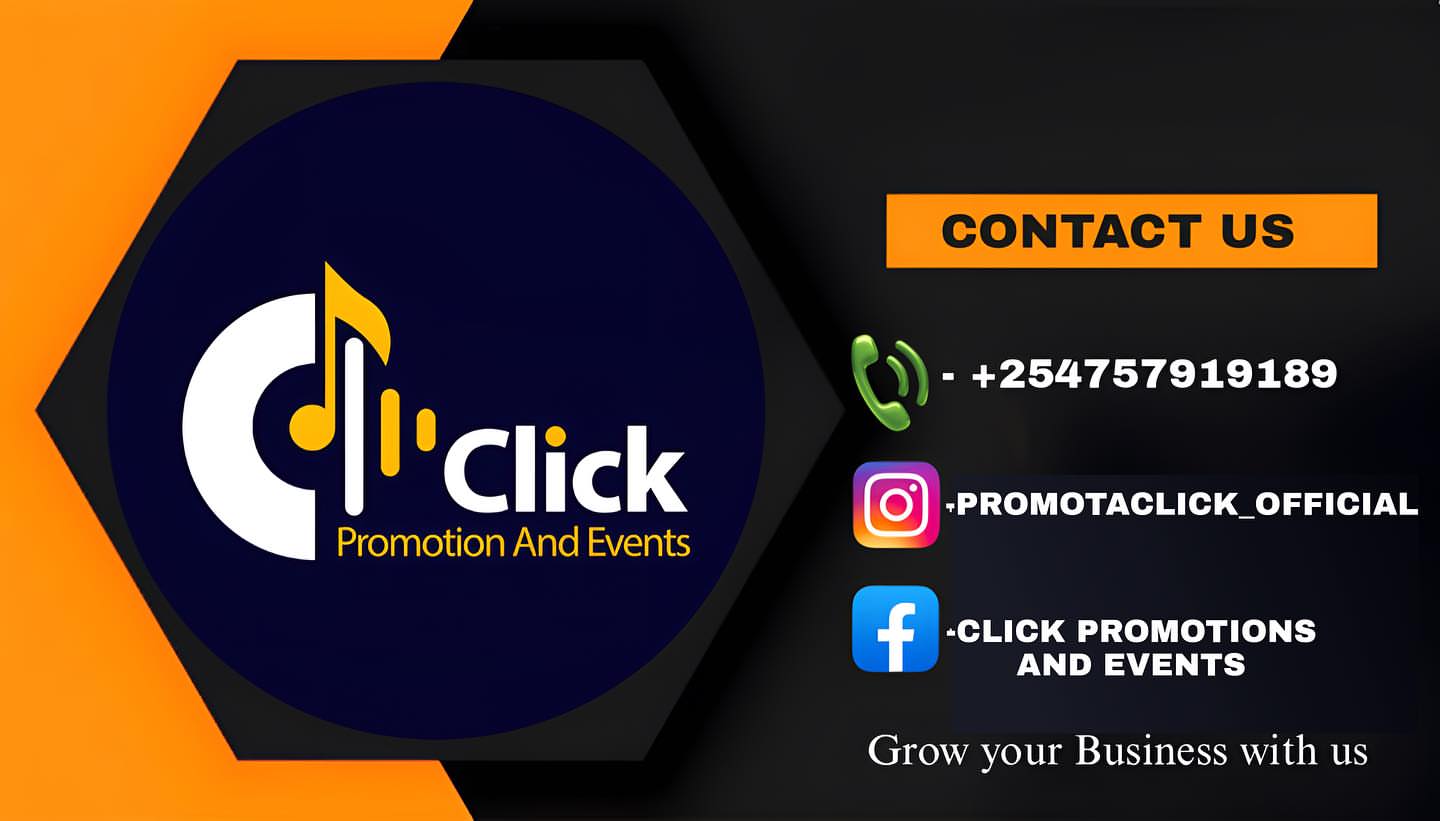 Click
Promotion And Events
CONTACT US
- +254757919189
-PROMOTACLICK_OFFICIAL
-CLICK PROMOTIONS
AND EVENTS
Grow your Business with us